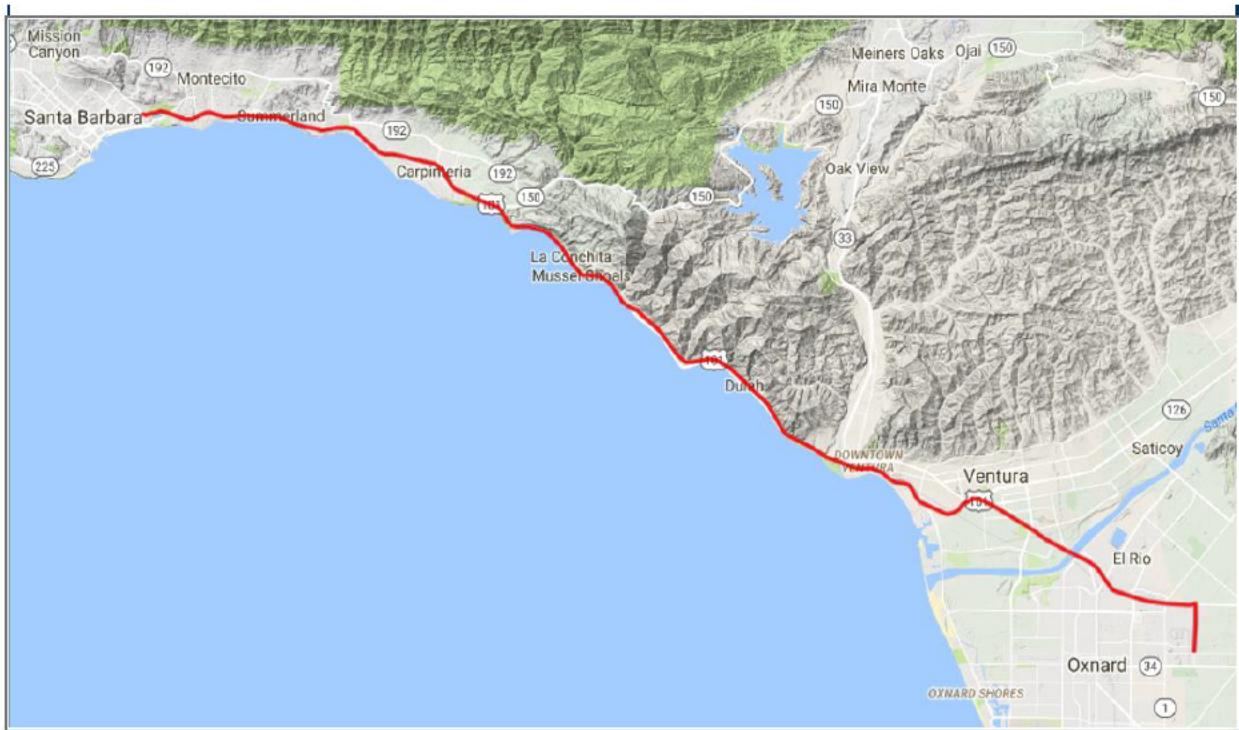 Mission
Canyon
192
Montecito
Santa Barbara
Summerland
225
192
Carpinteria
192
150
101
La Conchita
Mussel Shoals
Meiners Oaks
Ojai
150
Mira Monte
150
150
Oak View
150
33
101
Dulah
DOWNTOWN
VENTURA
Ventura
101
126
Santa
Saticoy
El Rio
Oxnard
34
OXNARD SHORES
1